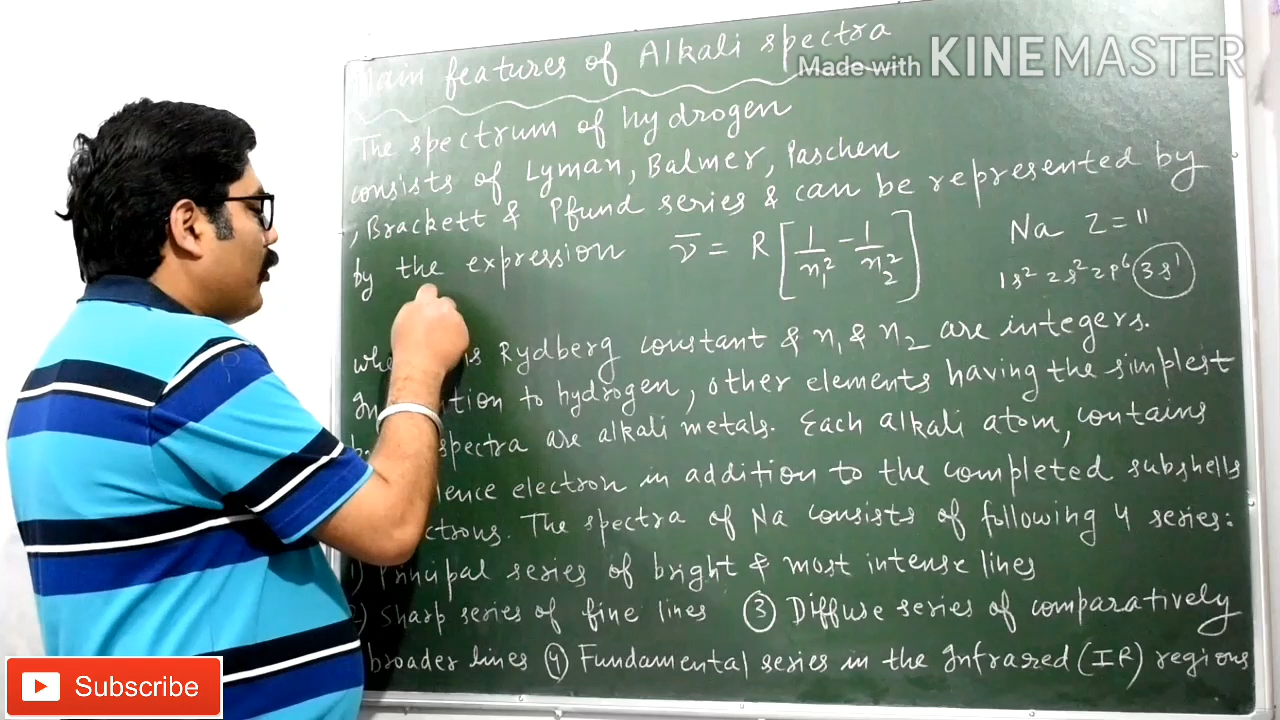 Main features of Alkali spectra
Made with KINEMASTER
The spectrum of hydrogen
consists of Lyman, Balmer, Paschen
, Brackett & Pfund series & can be represented by
by the expression ν̅ = R [1/n₁² - 1/n₂²]
Na Z = 11
1s² 2s² 2p⁶ 3s¹
is Rydberg constant & n₁ & n₂ are integers.
In to hydrogen, other elements having the simplest
spectra are alkali metals. Each alkali atom, contains
electron in addition to the completed subshells
The spectra of Na consists of following 4 series:
1) Principal series of bright & most intense lines
2) Sharp series of fine lines ③ Diffuse series of comparatively
broader lines ④ Fundamental series in the Infrared (IR) regions
Subscribe